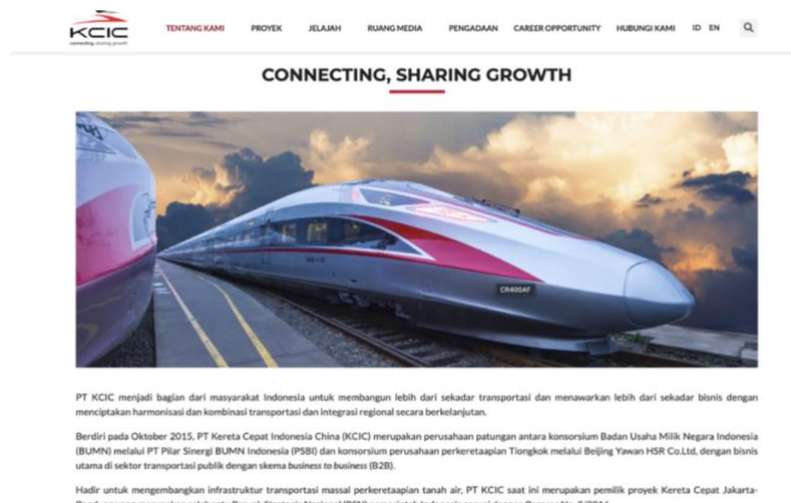 KCIC
connecting sharing growth
TENTANG KAMI PROYEK JELAJAH RUANG MEDIA PENGADAAN CAREER OPPORTUNITY HUBUNGI KAMI ID EN
CONNECTING, SHARING GROWTH
CR400AF
PT KCIC menjadi bagian dari masyarakat Indonesia untuk membangun lebih dari sekadar transportasi dan menawarkan lebih dari sekadar bisnis dengan
menciptakan harmonisasi dan kombinasi transportasi dan integrasi regional secara berkelanjutan.
Berdiri pada Oktober 2015, PT Kereta Cepat Indonesia China (KCIC) merupakan perusahaan patungan antara konsorsium Badan Usaha Milik Negara Indonesia
(BUMN) melalui PT Pilar Sinergi BUMN Indonesia (PSBI) dan konsorsium perusahaan perkeretaapian Tiongkok melalui Beijing Yawan HSR Co.Ltd, dengan bisnis
utama di sektor transportasi publik dengan skema business to business (B2B).
Hadir untuk mengembangkan infrastruktur transportasi massal perkeretaapian tanah air, PT KCIC saat ini merupakan pemilik proyek Kereta Cepat Jakarta-